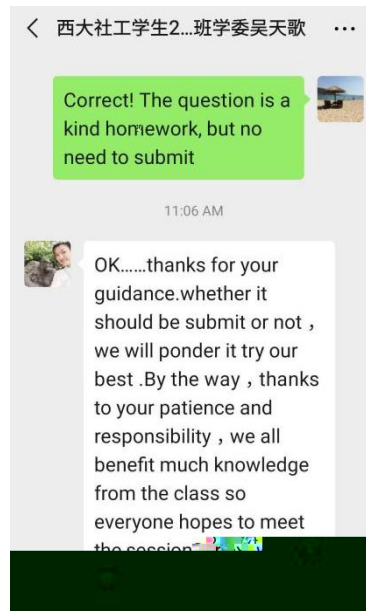 西大社工学生2...班学委吴天歌
Correct! The question is a
kind homework, but no
need to submit
11:06 AM
OK......thanks for your
guidance.whether it
should be submit or not ,
we will ponder it try our
best .By the way , thanks
to your patience and
responsibility , we all
benefit much knowledge
from the class so
everyone hopes to meet
the session